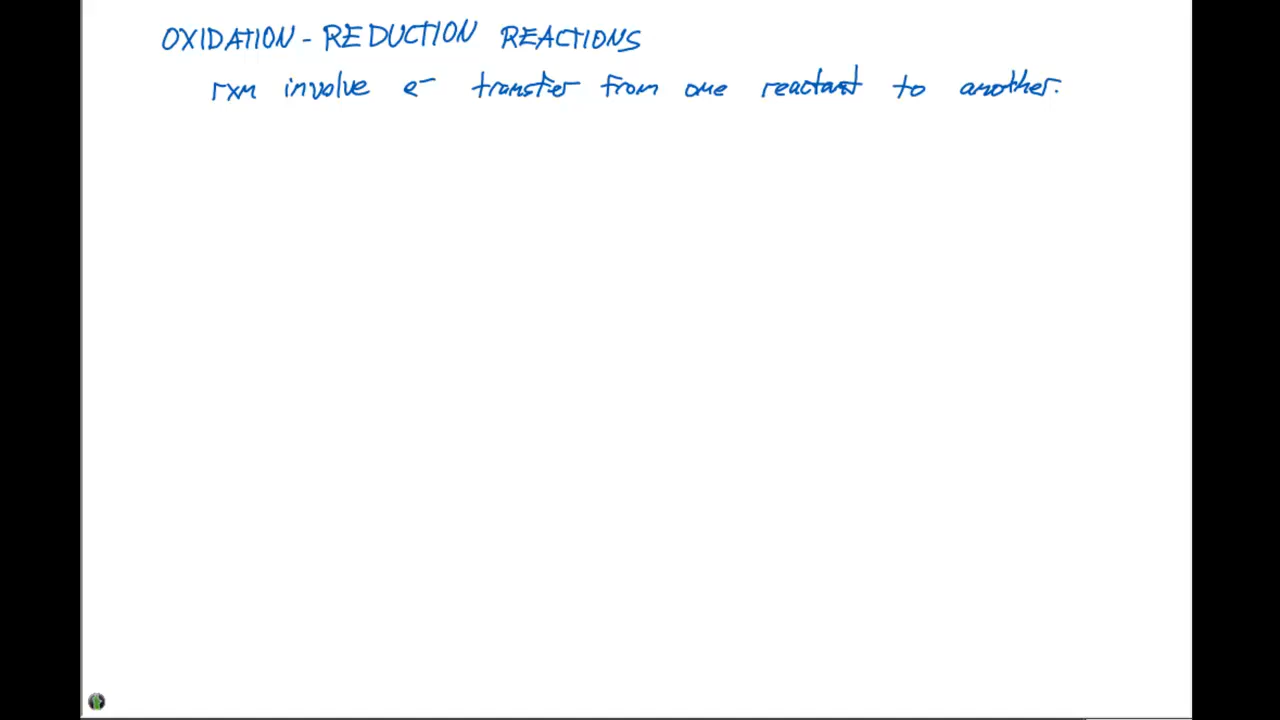 OXIDATION - REDUCTION REACTIONS
rxn involve e⁻ transfer from one reactant to another.